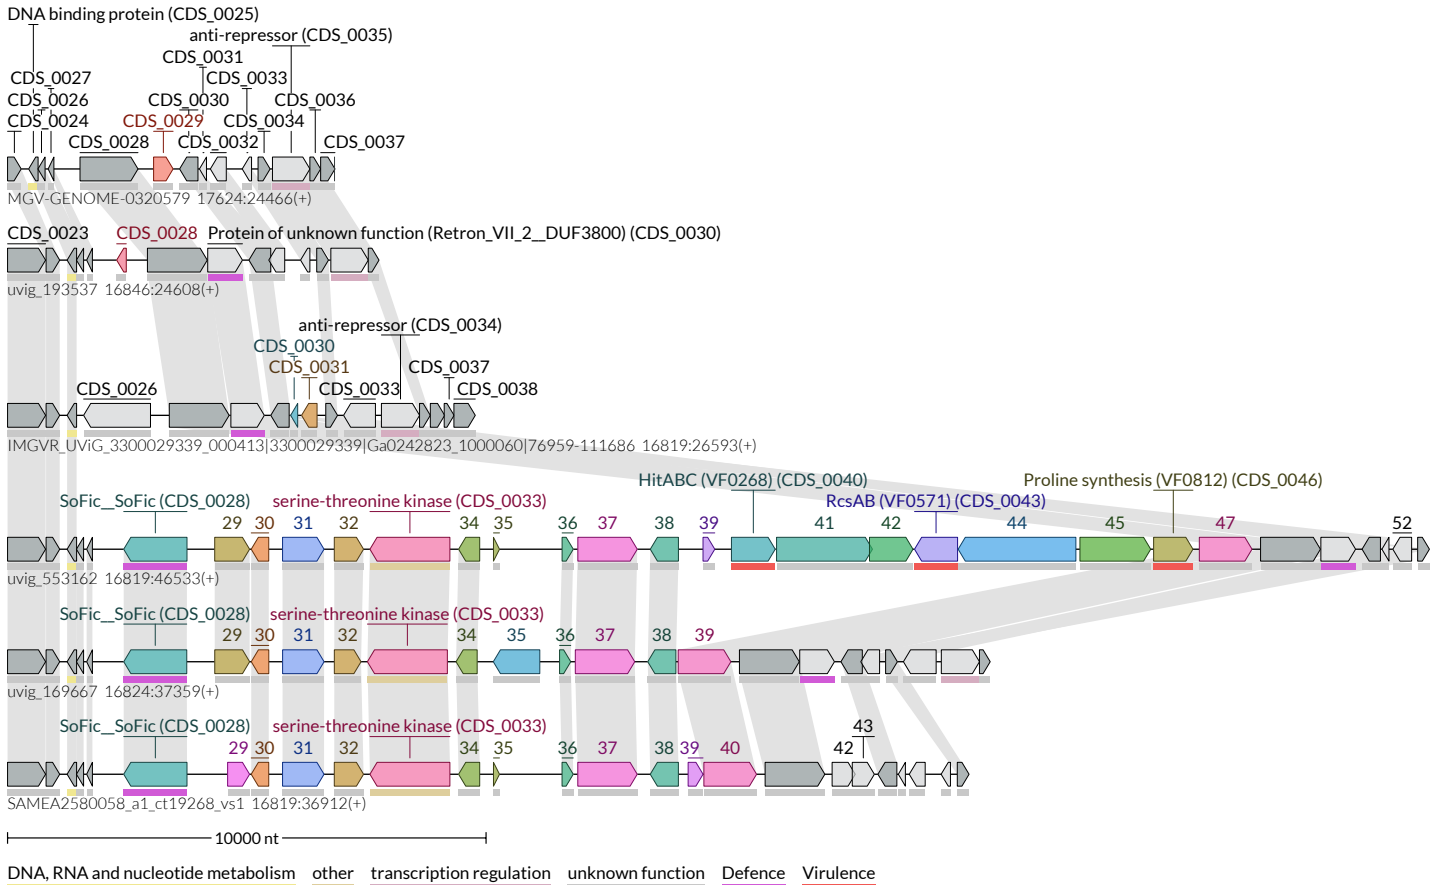 DNA binding protein (CDS_0025)
anti-repressor (CDS_0035)
CDS_0031
CDS_0027 CDS_0033
CDS_0026 CDS_0030 CDS_0036
CDS_0024 CDS_0029 CDS_0034
CDS_0028 CDS_0032 CDS_0037
MGV-GENOME-0320579 17624:24466(+)
CDS_0023 CDS_0028 Protein of unknown function (Retron_VII_2__DUF3800) (CDS_0030)
uvig_193537 16846:24608(+)
anti-repressor (CDS_0034)
CDS_0030
CDS_0031 CDS_0037
CDS_0026 CDS_0033 CDS_0038
IMGVR_UViG_3300029339_000413|3300029339|Ga0242823_1000060|76959-111686 16819:26593(+)
HitABC (VF0268) (CDS_0040) Proline synthesis (VF0812) (CDS_0046)
SoFic__SoFic (CDS_0028) serine-threonine kinase (CDS_0033) RcsAB (VF0571) (CDS_0043)
29 30 31 32 34 35 36 37 38 39 41 42 44 45 47 52
uvig_553162 16819:46533(+)
SoFic__SoFic (CDS_0028) serine-threonine kinase (CDS_0033)
29 30 31 32 34 35 36 37 38 39
uvig_169667 16824:37359(+)
SoFic__SoFic (CDS_0028) serine-threonine kinase (CDS_0033) 43
29 30 31 32 34 35 36 37 38 39 40 42
SAMEA2580058_a1_ct19268_vs1 16819:36912(+)
10000 nt
DNA, RNA and nucleotide metabolism other transcription regulation unknown function Defence Virulence